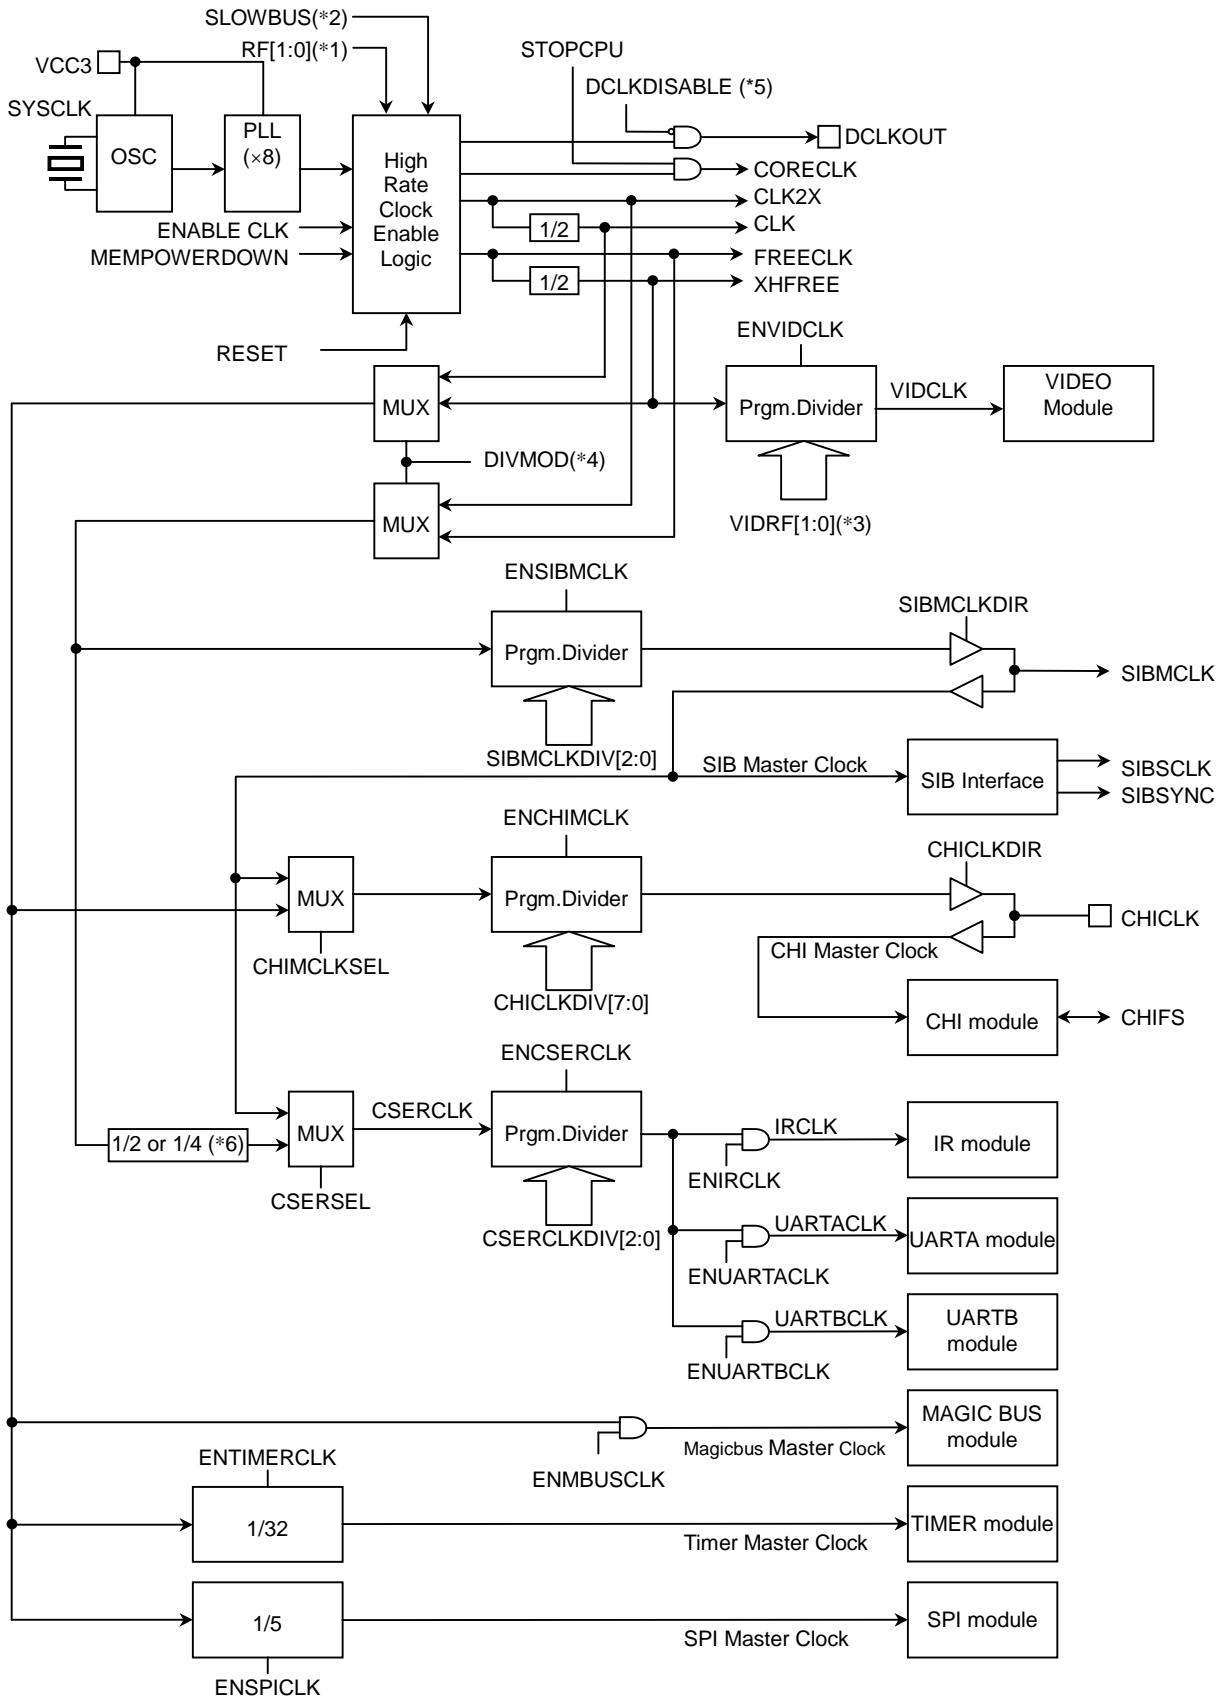 SLOWBUS(*2)
RF[1:0](*1)
STOPCPU
VCC3
DCLKDISABLE (*5)
SYSCLK
OSC
PLL
(×8)
High
Rate
Clock
Enable
Logic
DCLKOUT
CORECLK
CLK2X
1/2
CLK
ENABLE CLK
MEMPOWERDOWN
FREECLK
1/2
XHFREE
RESET
ENVIDCLK
MUX
Prgm.Divider
VIDCLK
VIDEO
Module
DIVMOD(*4)
MUX
VIDRF[1:0](*3)
ENSIBMCLK
SIBMCLKDIR
Prgm.Divider
SIBMCLK
SIBMCLKDIV[2:0]
SIB Master Clock
SIB Interface
SIBSCLK
SIBSYNC
ENCHIMCLK
CHICLKDIR
MUX
Prgm.Divider
CHICLK
CHIMCLKSEL
CHI Master Clock
CHICLKDIV[7:0]
CHI module
CHIFS
ENCSERCLK
1/2 or 1/4 (*6)
MUX
CSERCLK
Prgm.Divider
IRCLK
IR module
ENIRCLK
CSERSEL
CSERCLKDIV[2:0]
UARTACLK
UARTA module
ENUARTACLK
UARTBCLK
UARTB
module
ENUARTBCLK
MAGIC BUS
module
Magicbus Master Clock
ENTIMERCLK
ENMBUSCLK
1/32
TIMER module
Timer Master Clock
1/5
SPI module
SPI Master Clock
ENSPICLK